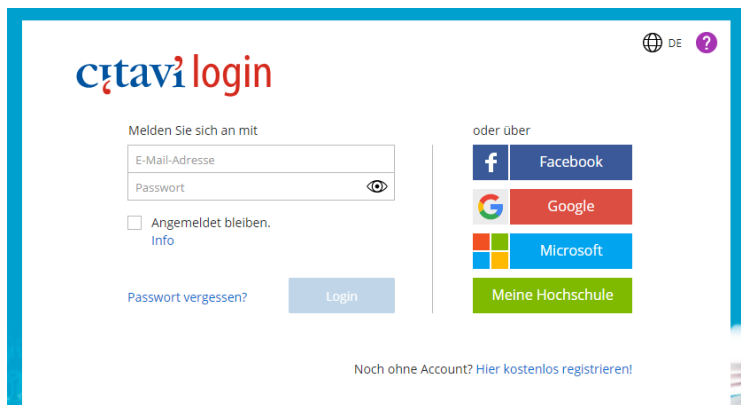 DE ?
citavi login
Melden Sie sich an mit
E-Mail-Adresse
Passwort
Angemeldet bleiben.
Info
Passwort vergessen?
Login
oder über
f Facebook
G Google
Microsoft
Meine Hochschule
Noch ohne Account? Hier kostenlos registrieren!